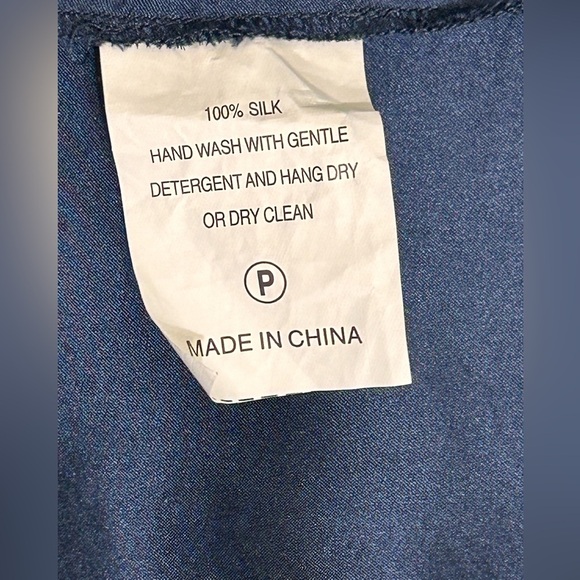 100% SILK
HAND WASH WITH GENTLE
DETERGENT AND HANG DRY
OR DRY CLEAN
P
MADE IN CHINA